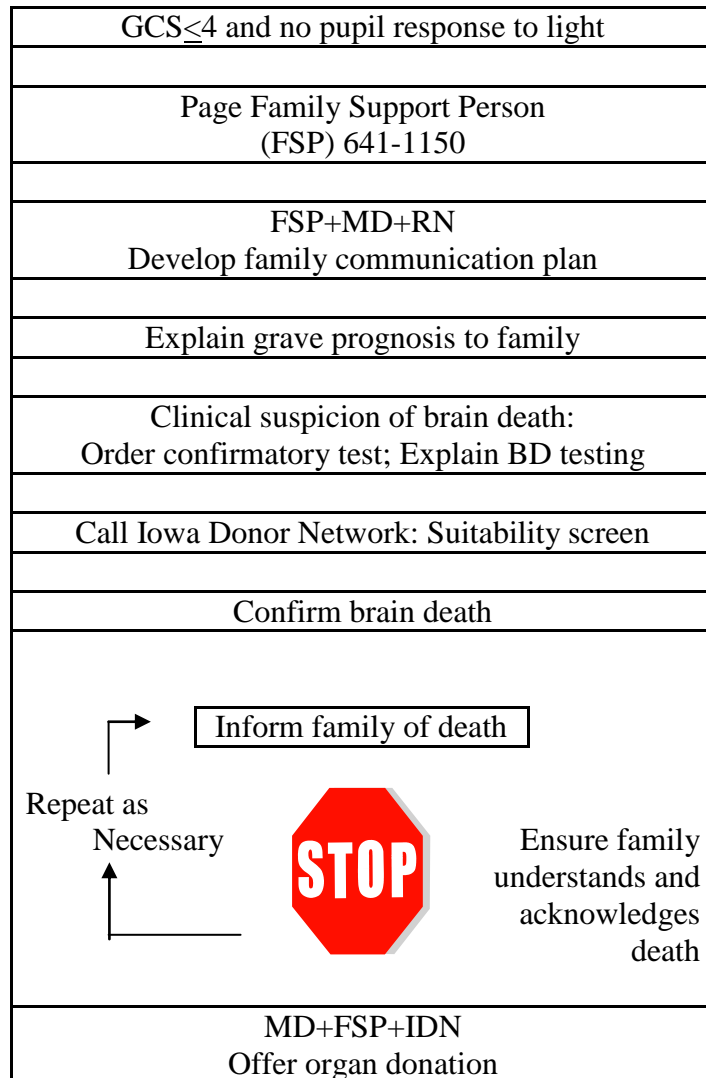 GCS≤4 and no pupil response to light
Page Family Support Person
(FSP) 641-1150
FSP+MD+RN
Develop family communication plan
Explain grave prognosis to family
Clinical suspicion of brain death:
Order confirmatory test; Explain BD testing
Call Iowa Donor Network: Suitability screen
Confirm brain death
Inform family of death
Repeat as
Necessary
STOP
Ensure family
understands and
acknowledges
death
MD+FSP+IDN
Offer organ donation